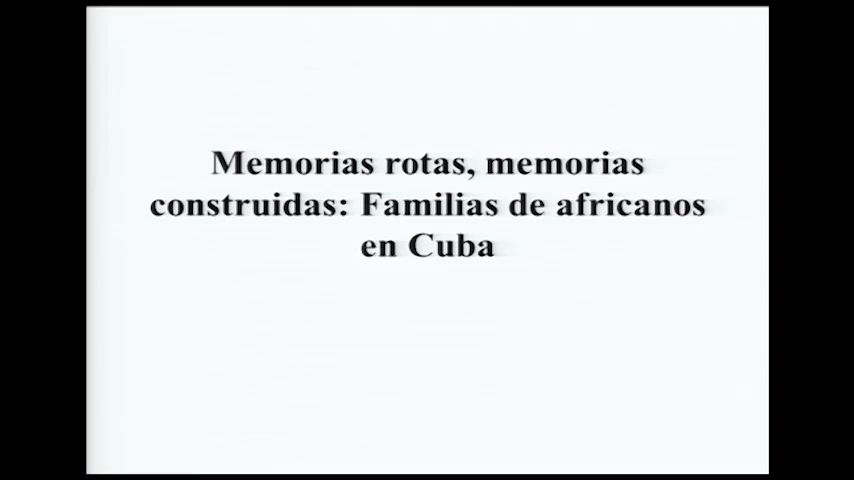 Memorias rotas, memorias
construidas: Familias de africanos
en Cuba